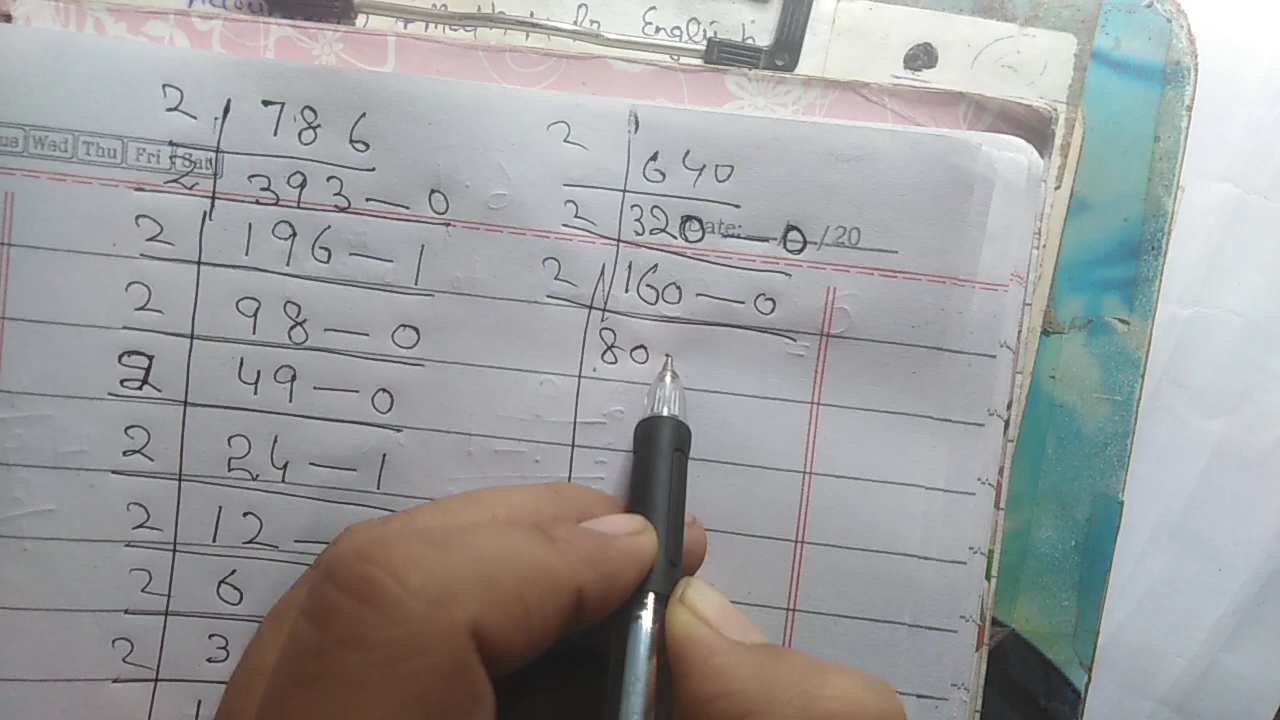 English
Wed Thu Fri Sat
2 786
2 393 — 0
2 196 — 1
2 98 — 0
2 49 — 0
2 24 — 1
2 12 —
2 6
2 3
1
2 640
2 320 — 0
Date: /20
2 160 — 0
80